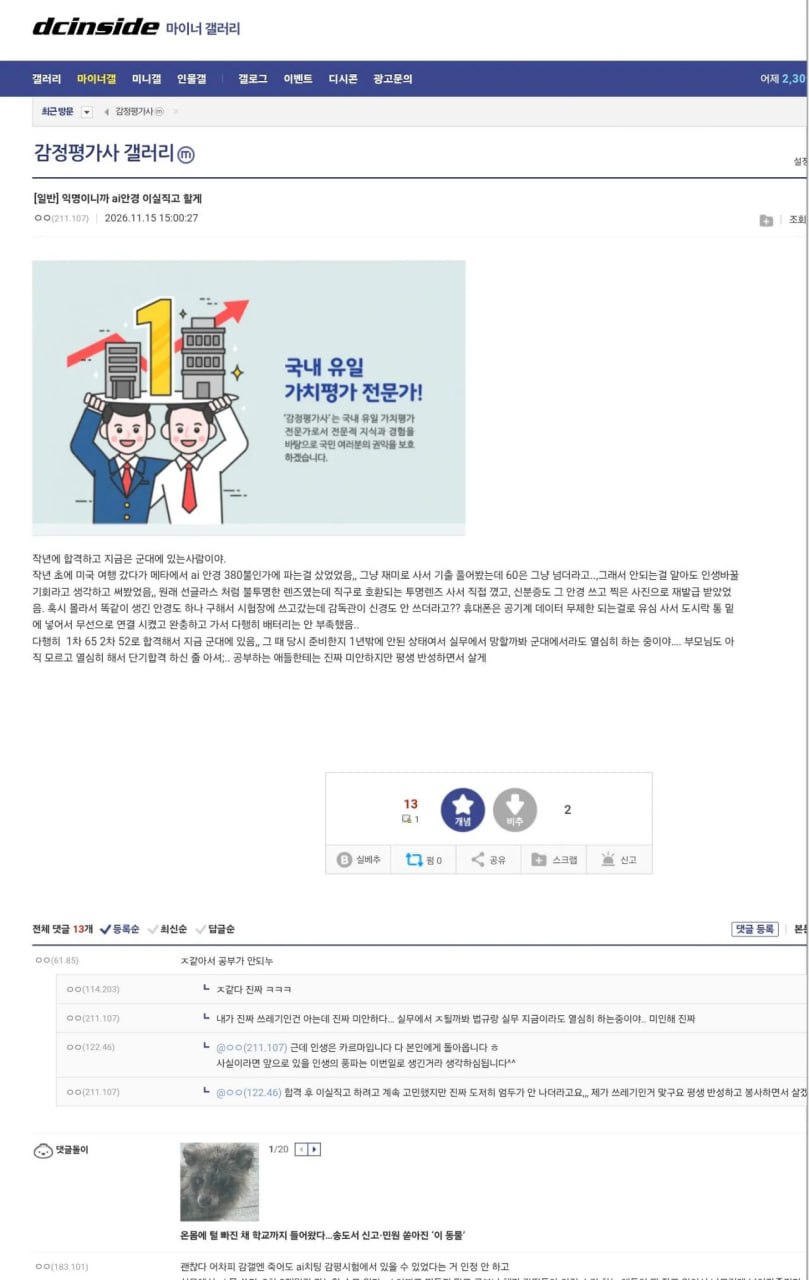 dcinside 마이너 갤러리
갤러리 마이너갤 미니갤 인물갤 갤로그 이벤트 디시콘 광고문의 어제 2,30
최근 방문 감정평가사ⓜ ×
감정평가사 갤러리ⓜ
설정
[일반] 익명이니까 ai안경 이실직고 할게
ㅇㅇ(211.107) 2026.11.15 15:00:27 조회
1
국내 유일
가치평가 전문가!
'감정평가사'는 국내 유일 가치평가
전문가로서 전문적 지식과 경험을
바탕으로 국민 여러분의 권익을 보호
하겠습니다.
작년에 합격하고 지금은 군대에 있는사람이야.
작년 초에 미국 여행 갔다가 메타에서 ai 안경 380불인가에 파는걸 샀었었음,, 그냥 재미로 사서 기출 풀어봤는데 60은 그냥 넘더라고..,그래서 안되는걸 알아도 인생바꿀
기회라고 생각하고 써봤었음,, 원래 선글라스 처럼 불투명한 렌즈였는데 직구로 호환되는 투명렌즈 사서 직접 꼈고, 신분증도 그 안경 쓰고 찍은 사진으로 재발급 받았었
음. 혹시 몰라서 똑같이 생긴 안경도 하나 구해서 시험장에 쓰고갔는데 감독관이 신경도 안 쓰더라고?? 휴대폰은 공기계 데이터 무제한 되는걸로 유심 사서 도시락 통 밑
에 넣어서 무선으로 연결 시켰고 완충하고 가서 다행히 배터리는 안 부족했음..
다행히 1차 65 2차 52로 합격해서 지금 군대에 있음,, 그 때 당시 준비한지 1년밖에 안된 상태여서 실무에서 망할까봐 군대에서라도 열심히 하는 중이야.... 부모님도 아
직 모르고 열심히 해서 단기합격 하신 줄 아셔;.. 공부하는 애들한테는 진짜 미안하지만 평생 반성하면서 살게
13 1 개념 비추 2
실베추 펌 0 공유 스크랩 신고
전체 댓글 13개 등록순 최신순 답글순 댓글 등록 본문
ㅇㅇ(61.85) ㅈ같아서 공부가 안되누
ㅇㅇ(114.203) ㅈ같다 진짜 ㅋㅋㅋ
ㅇㅇ(211.107) 내가 진짜 쓰레기인건 아는데 진짜 미안하다... 실무에서 ㅈ될까봐 법규랑 실무 지금이라도 열심히 하는중이야.. 미인해 진짜
ㅇㅇ(122.46) @ㅇㅇ(211.107) 근데 인생은 카르마입니다 다 본인에게 돌아옵니다 ㅎ
사실이라면 앞으로 있을 인생의 풍파는 이번일로 생긴거라 생각하심됩니다^^
ㅇㅇ(211.107) @ㅇㅇ(122.46) 합격 후 이실직고 하려고 계속 고민했지만 진짜 도저히 엄두가 안 나더라고요,,, 제가 쓰레기인거 맞구요 평생 반성하고 봉사하면서 살겠
댓글돌이 1/20
온몸에 털 빠진 채 학교까지 들어왔다...송도서 신고·민원 쏟아진 '이 동물'
ㅇㅇ(183.101) 괜찮다 어차피 감결엔 죽어도 ai치팅 감평시험에서 있을 수 있었다는 거 인정 안 하고